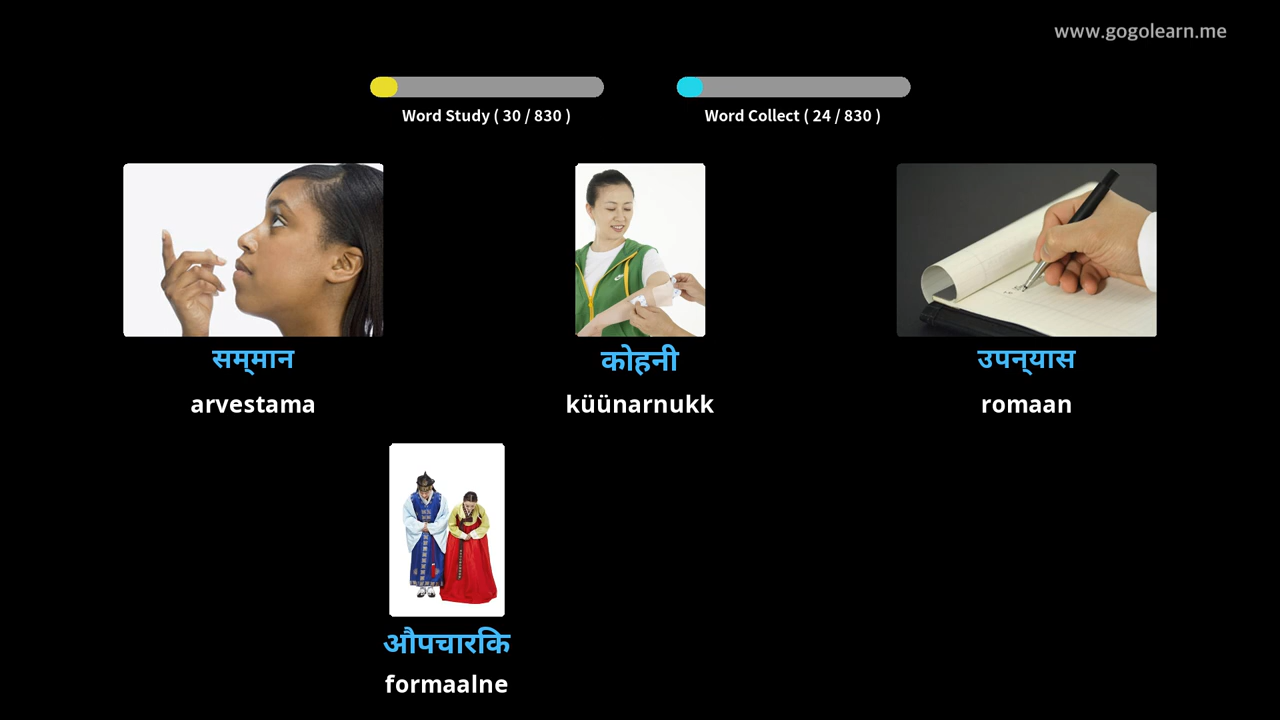 www.gogolearn.me
Word Study ( 30 / 830 )
Word Collect ( 24 / 830 )
सम्‌मान
कोहनी
उपन्‌यास
arvestama
küünarnukk
romaan
औपचारिक
formaalne